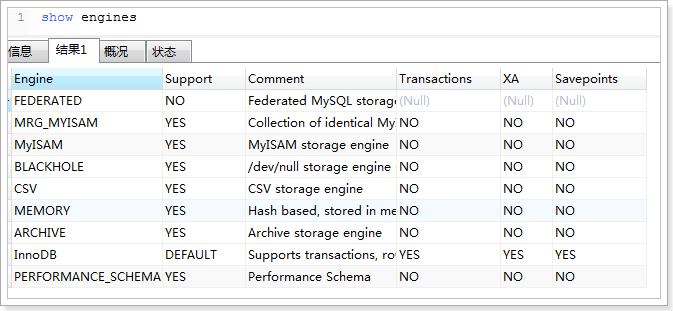 1 show engines
信息 结果1 概况 状态
Engine Support Comment Transactions XA Savepoints
FEDERATED NO Federated MySQL storag (Null) (Null) (Null)
MRG_MYISAM YES Collection of identical My NO NO NO
MyISAM YES MyISAM storage engine NO NO NO
BLACKHOLE YES /dev/null storage engine NO NO NO
CSV YES CSV storage engine NO NO NO
MEMORY YES Hash based, stored in me NO NO NO
ARCHIVE YES Archive storage engine NO NO NO
InnoDB DEFAULT Supports transactions, ro YES YES YES
PERFORMANCE_SCHEMA YES Performance Schema NO NO NO